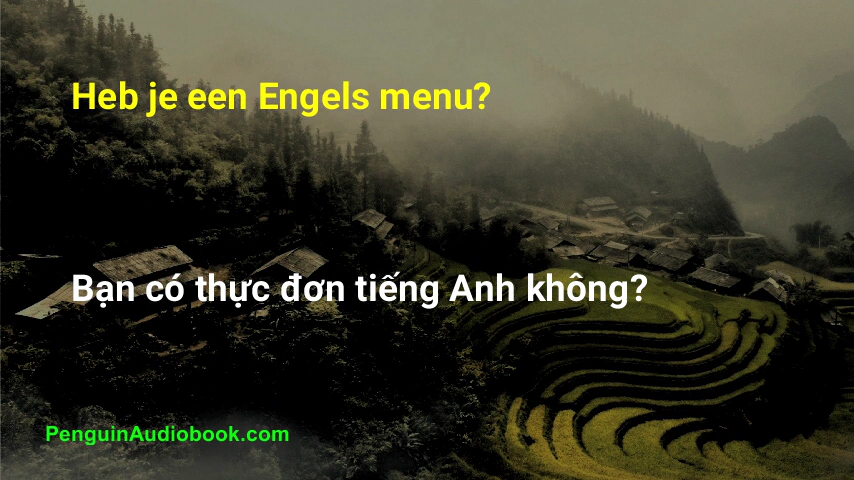 Heb je een Engels menu?
Bạn có thực đơn tiếng Anh không?
PenguinAudiobook.com